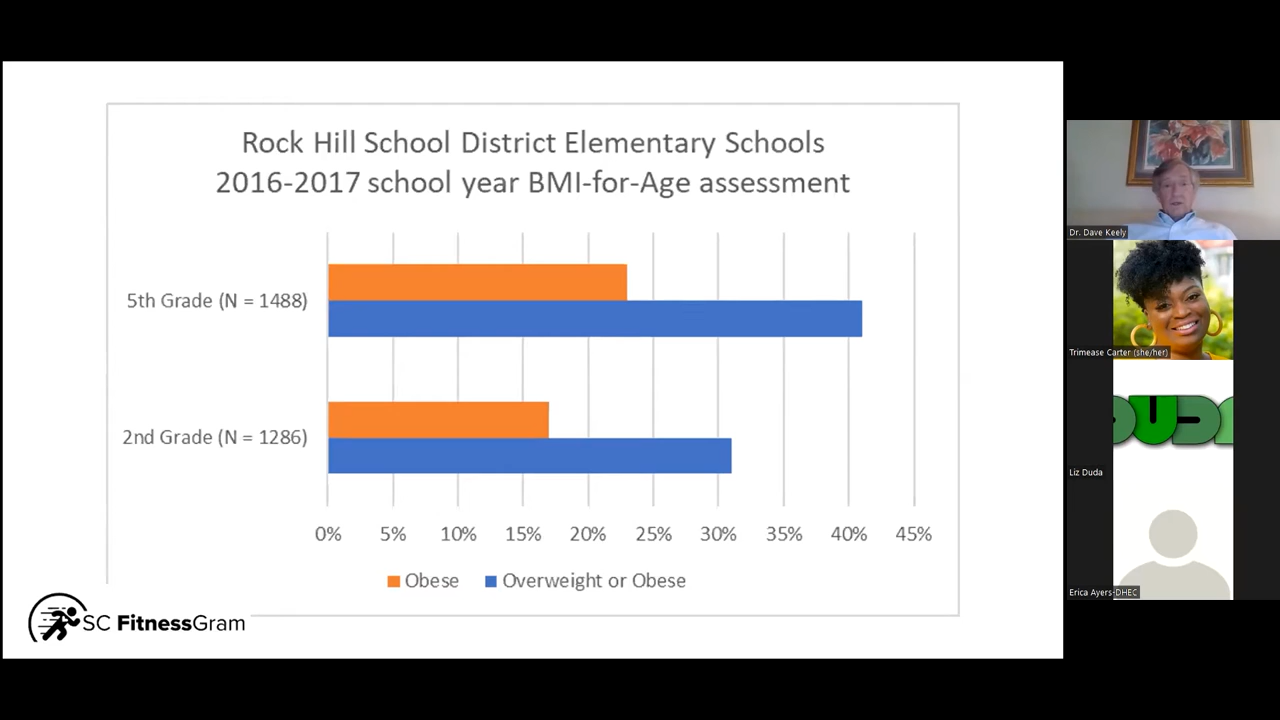 Rock Hill School District Elementary Schools
2016-2017 school year BMI-for-Age assessment
5th Grade (N = 1488)
2nd Grade (N = 1286)
0% 5% 10% 15% 20% 25% 30% 35% 40% 45%
Obese Overweight or Obese
SC FitnessGram
Dr. Dave Keely
Trimease Carter (she/her)
DUDA
Liz Duda
Erica Ayers-DHEC